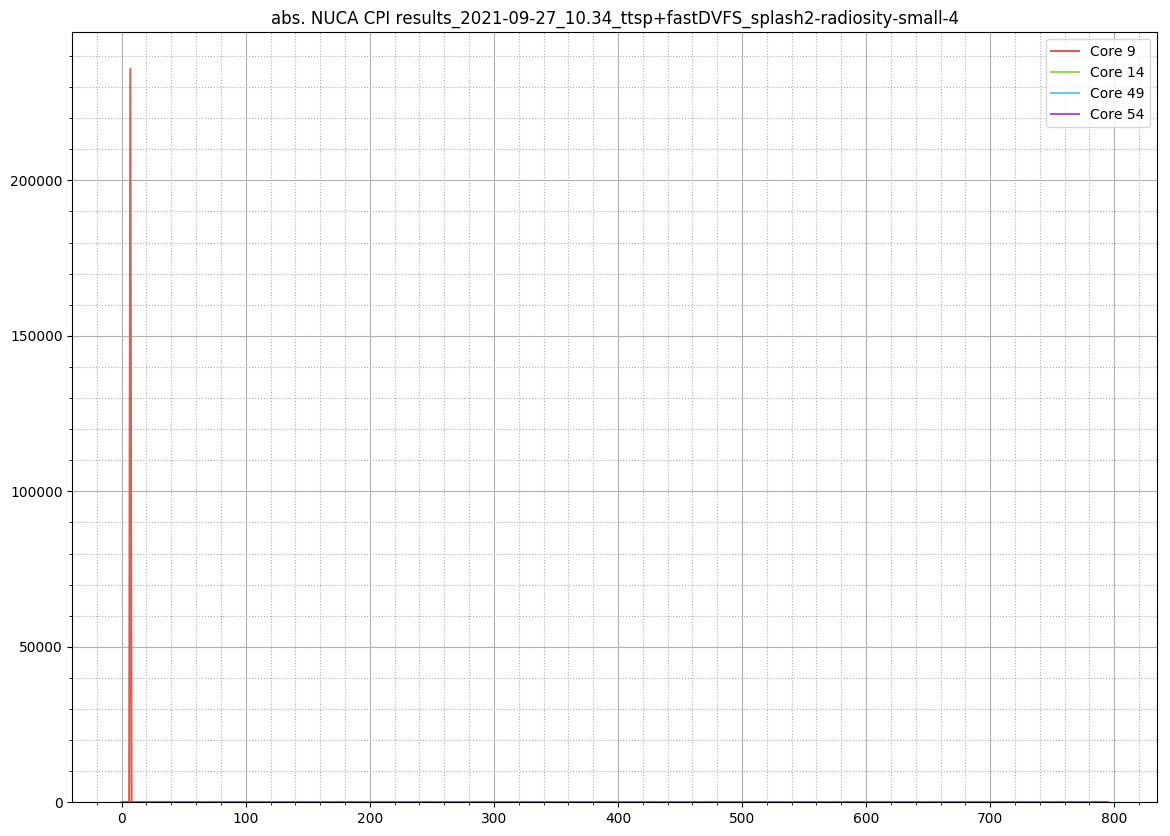 abs. NUCA CPI results_2021-09-27_10.34_ttsp+fastDVFS_splash2-radiosity-small-4
Core 9
Core 14
Core 49
Core 54
200000
150000
100000
50000
0
0 100 200 300 400 500 600 700 800